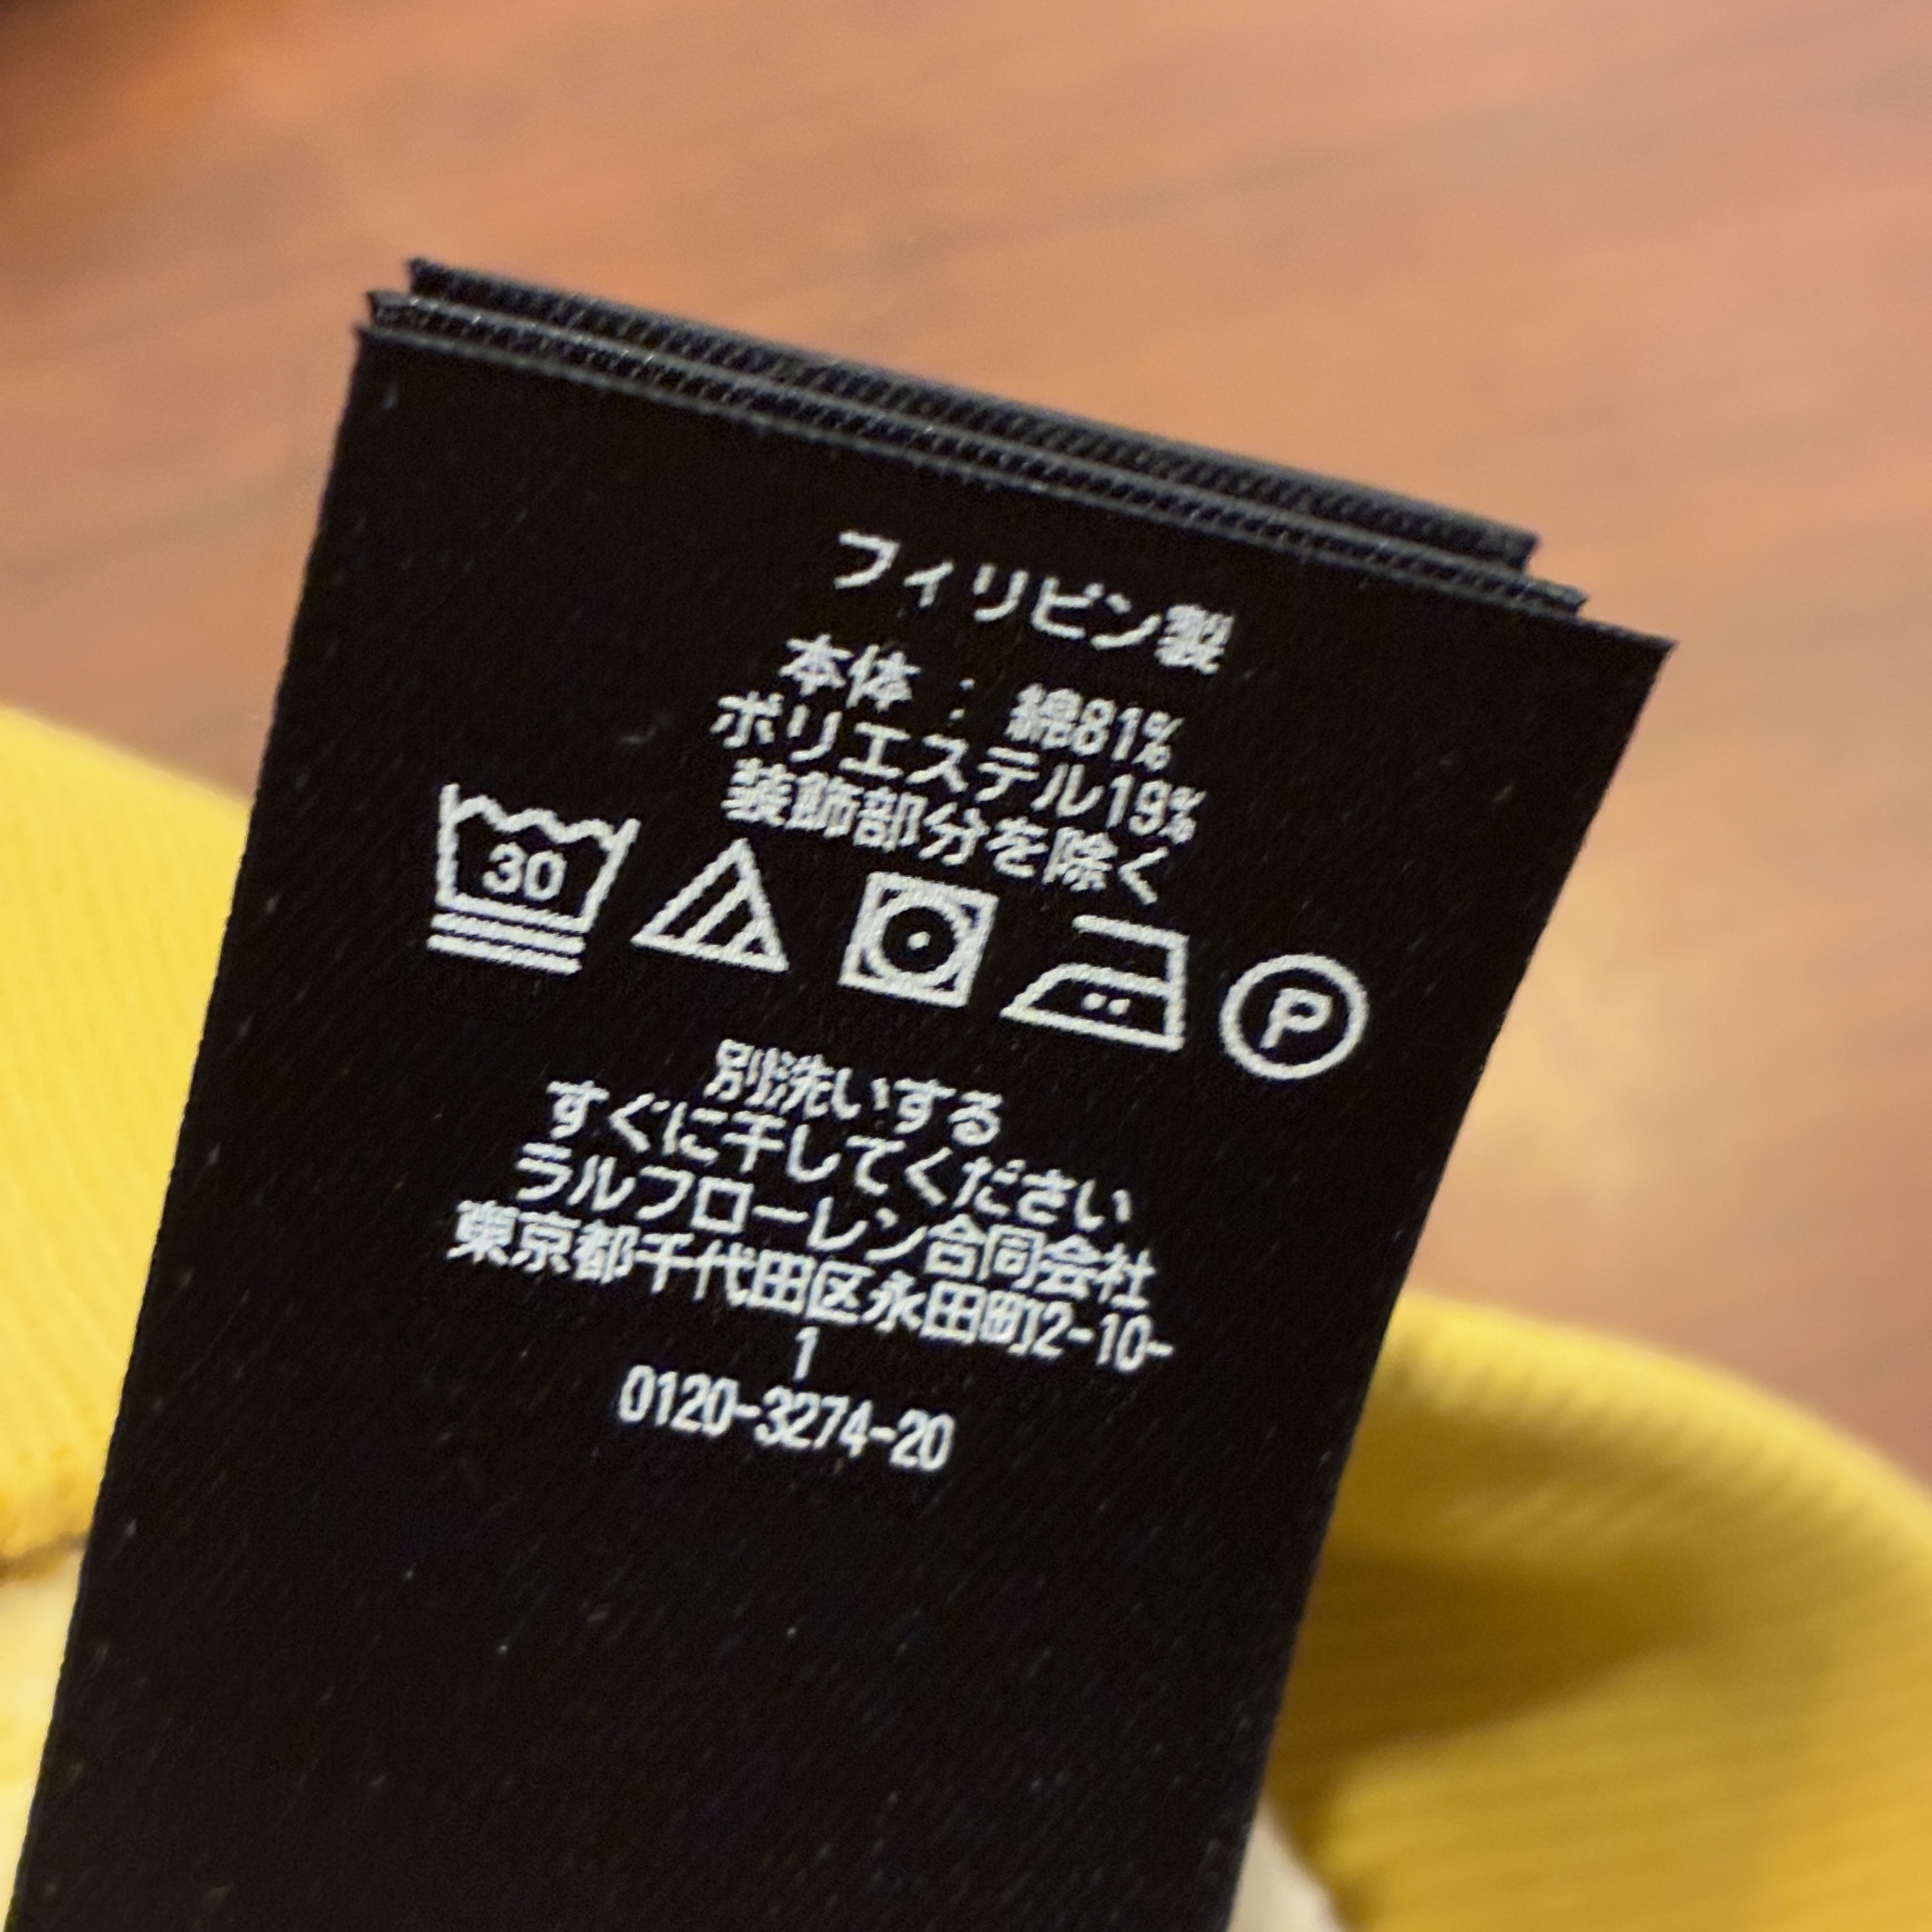 フィリピン製
本体 : 綿81%
ポリエステル19%
装飾部分を除く
30 P
別洗いする
すぐに干してください
ラルフローレン合同会社
東京都千代田区永田町2-10-
1
0120-3274-20